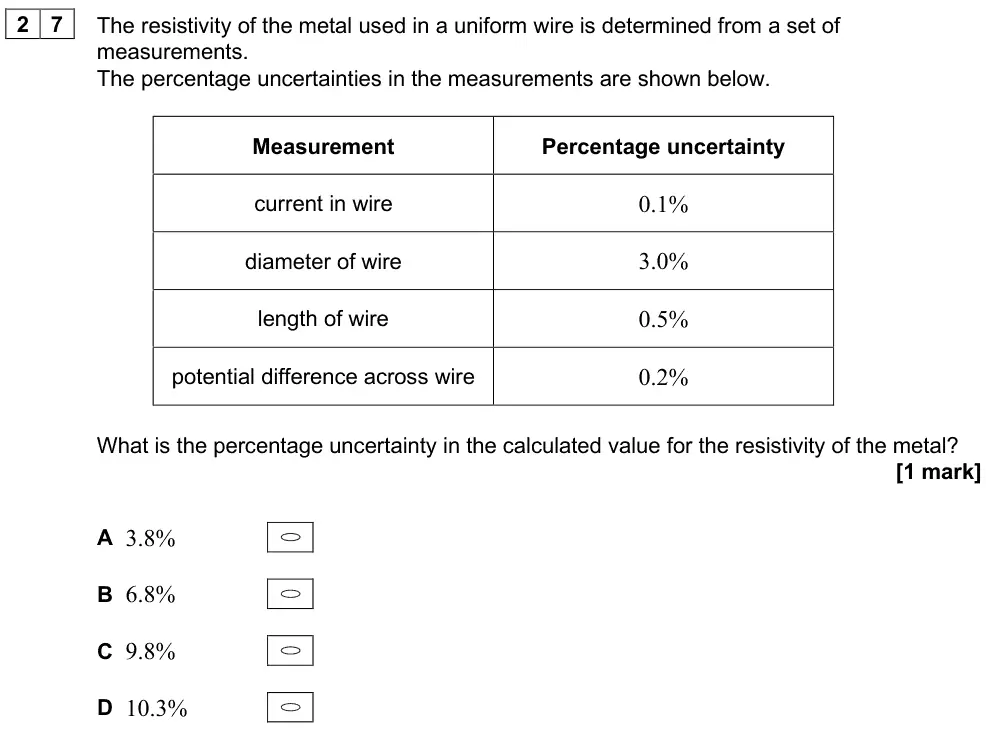 2 7 The resistivity of the metal used in a uniform wire is determined from a set of
measurements.
The percentage uncertainties in the measurements are shown below.
Measurement Percentage uncertainty
current in wire 0.1%
diameter of wire 3.0%
length of wire 0.5%
potential difference across wire 0.2%
What is the percentage uncertainty in the calculated value for the resistivity of the metal?
[1 mark]
A 3.8%
B 6.8%
C 9.8%
D 10.3%